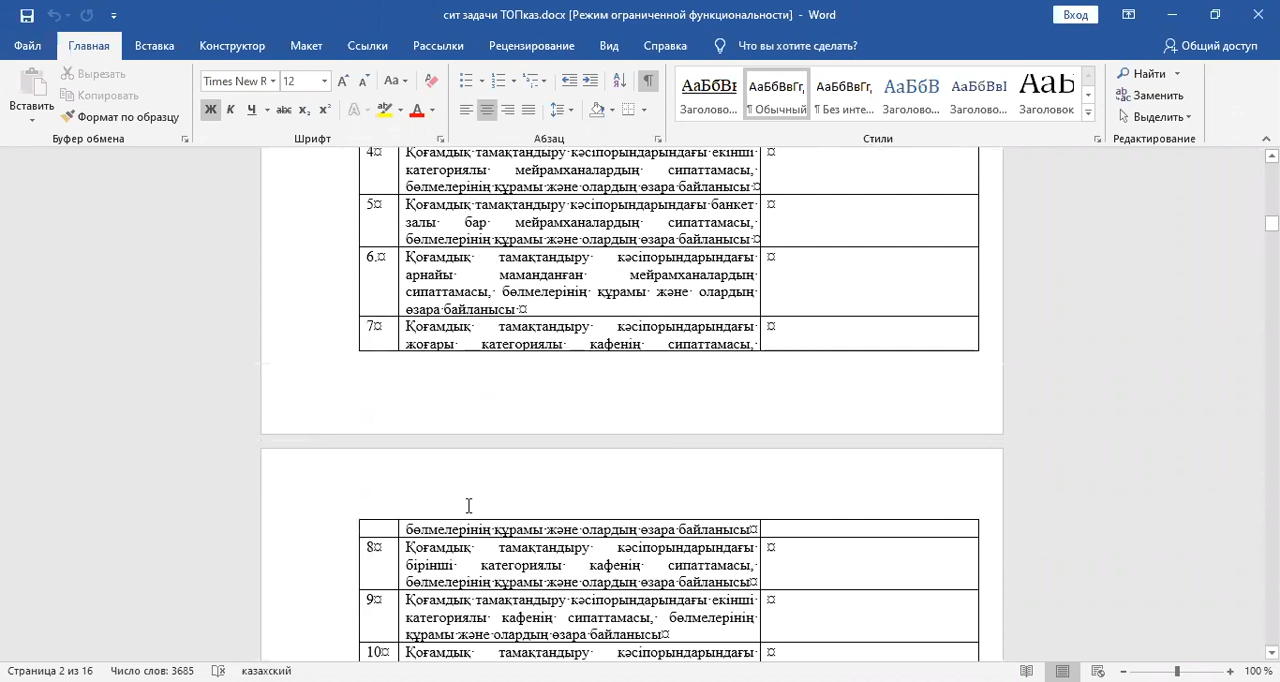 сит задачи ТОПказ.docx [Режим ограниченной функциональности] - Word
Вход
Файл Главная Вставка Конструктор Макет Ссылки Рассылки Рецензирование Вид Справка Что вы хотите сделать? Общий доступ
Вставить
Вырезать
Копировать
Формат по образцу
Буфер обмена
Times New R 12
Ж К Ч abc x₂ x²
Шрифт
Абзац
АаБбВı АаБбВвГг, АаБбВвГг, АаБбВ АаБбВвІ АаЬ
Заголово... ¶ Обычный ¶ Без инте... Заголово... Заголово... Заголовок
Стили
Найти
Заменить
Выделить
Редактирование
4¤ Қоғамдық тамақтандыру кәсіпорындарындағы екінші
категориялы мейрамханалардың сипаттамасы,
бөлмелерінің құрамы және олардың өзара байланысы ¤
5¤ Қоғамдық тамақтандыру кәсіпорындарындағы банкет ¤
залы бар мейрамханалардың сипаттамасы,
бөлмелерінің құрамы және олардың өзара байланысы ¤
6.¤ Қоғамдық тамақтандыру кәсіпорындарындағы ¤
арнайы маманданған мейрамханалардың
сипаттамасы, бөлмелерінің құрамы және олардың
өзара байланысы ¤
7¤ Қоғамдық тамақтандыру кәсіпорындарындағы ¤
жоғары категориялы кафенің сипаттамасы,
бөлмелерінің құрамы және олардың өзара байланысы¤
8¤ Қоғамдық тамақтандыру кәсіпорындарындағы ¤
бірінші категориялы кафенің сипаттамасы,
бөлмелерінің құрамы және олардың өзара байланысы¤
9¤ Қоғамдық тамақтандыру кәсіпорындарындағы екінші ¤
категориялы кафенің сипаттамасы, бөлмелерінің
құрамы және олардың өзара байланысы¤
10¤ Қоғамдық тамақтандыру кәсіпорындарындағы ¤
Страница 2 из 16 Число слов: 3685 казахский 100 %